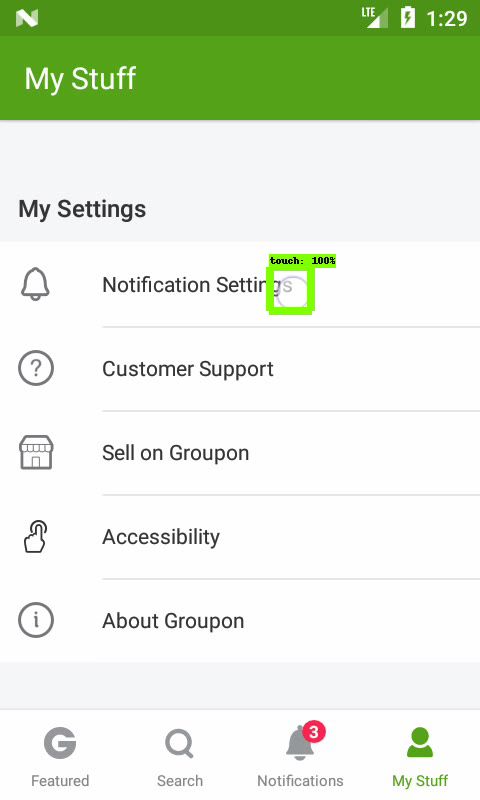 LTE 1:29
My Stuff
My Settings
touch: 100%
Notification Settings
Customer Support
Sell on Groupon
Accessibility
About Groupon
3
Featured Search Notifications My Stuff